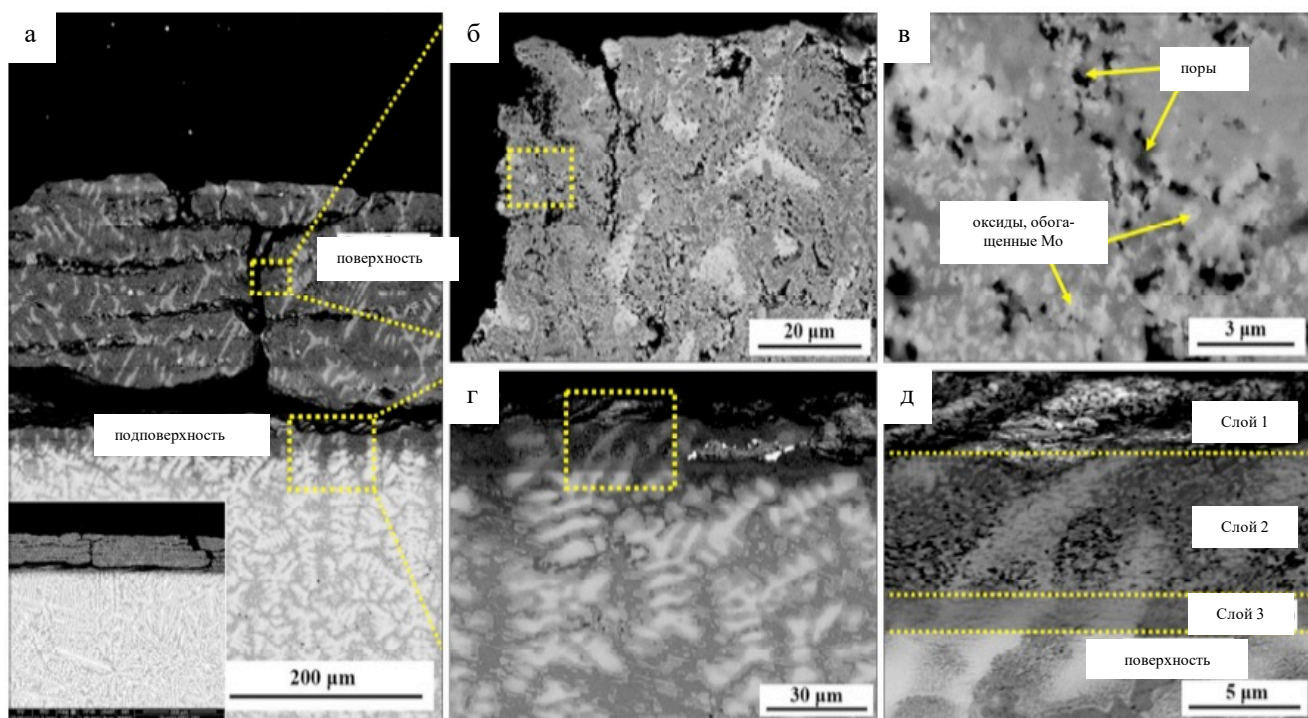 а
поверхность
подповерхность
200 μm
б
20 μm
в
поры
оксиды, обога-
щенные Mo
3 μm
г
30 μm
д
Слой 1
Слой 2
Слой 3
поверхность
5 μm